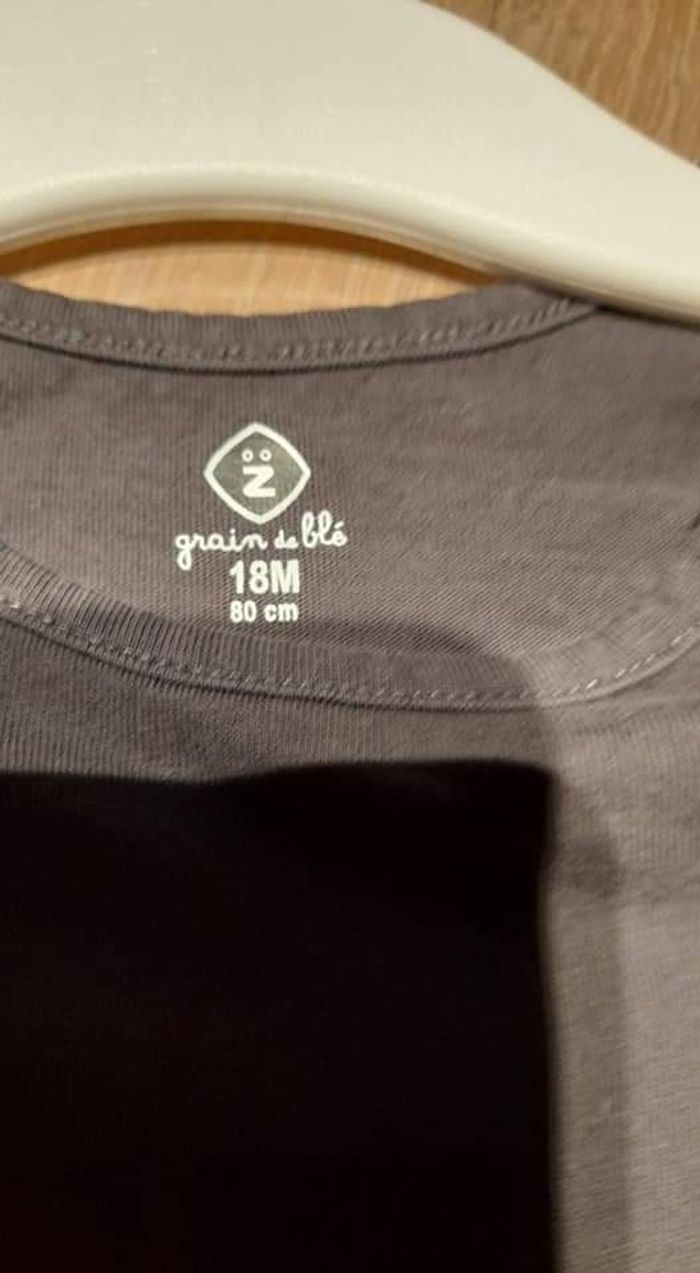 Z
grain de blé
18M
80 cm